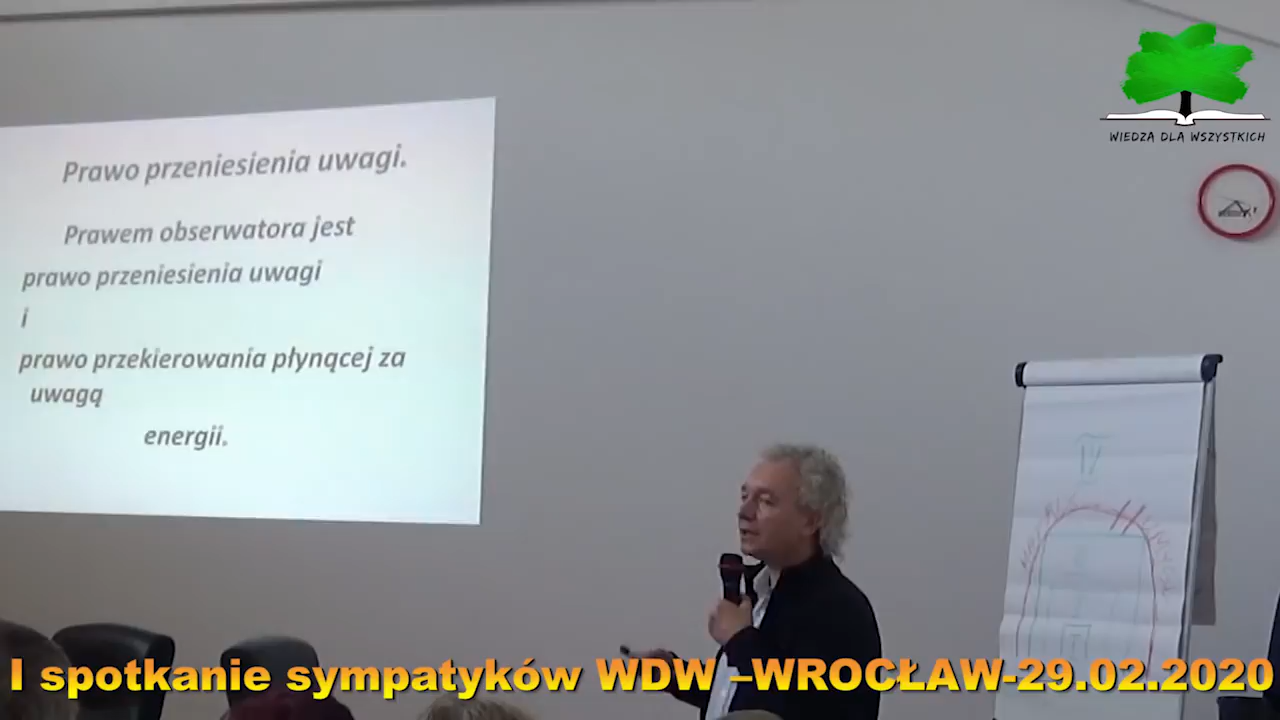 WIEDZA DLA WSZYSTKICH
Prawo przeniesienia uwagi.
Prawem obserwatora jest
prawo przeniesienia uwagi
i
prawo przekierowania płynącej za
uwagą
energii.
IV
I spotkanie sympatyków WDW –WROCŁAW-29.02.2020